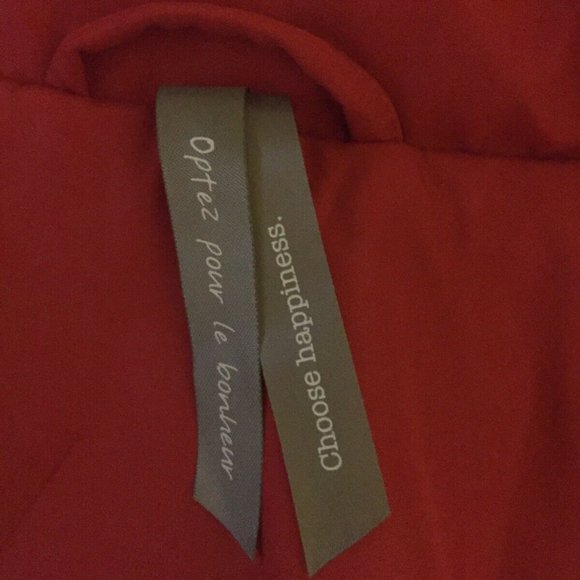 Optez pour le bonheur
Choose happiness.